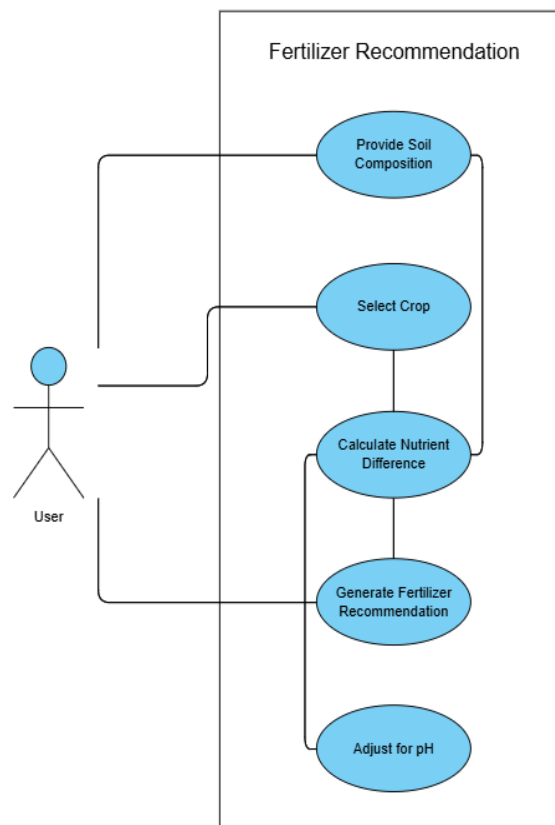 Fertilizer Recommendation
Provide Soil
Composition
Select Crop
Calculate Nutrient
Difference
User
Generate Fertilizer
Recommendation
Adjust for pH